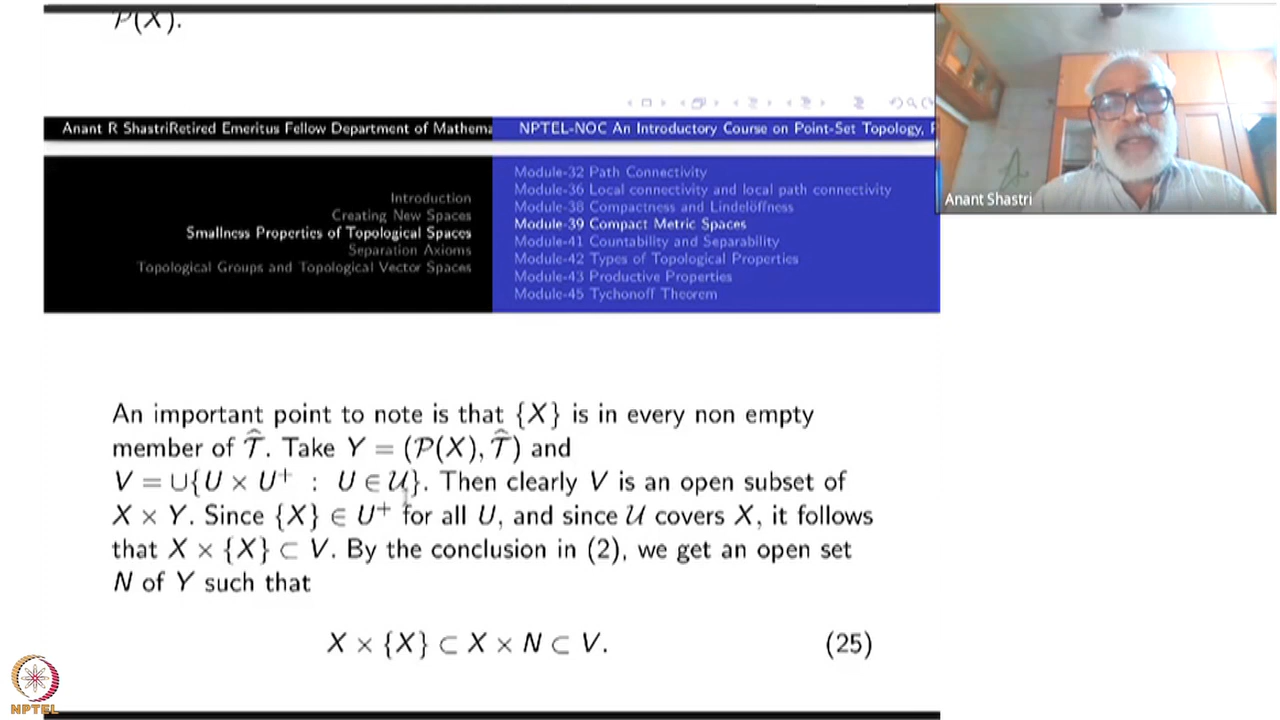 𝒫(X).
Anant R ShastriRetired Emeritus Fellow Department of Mathema
NPTEL-NOC An Introductory Course on Point-Set Topology, P
Introduction
Creating New Spaces
Smallness Properties of Topological Spaces
Separation Axioms
Topological Groups and Topological Vector Spaces
Module-32 Path Connectivity
Module-36 Local connectivity and local path connectivity
Module-38 Compactness and Lindelöffness
Module-39 Compact Metric Spaces
Module-41 Countability and Separability
Module-42 Types of Topological Properties
Module-43 Productive Properties
Module-45 Tychonoff Theorem
Anant Shastri
An important point to note is that {X} is in every non empty
member of 𝒯̂. Take Y = (𝒫(X), 𝒯̂) and
V = ∪{U × U⁺ : U ∈ 𝒰}. Then clearly V is an open subset of
X × Y. Since {X} ∈ U⁺ for all U, and since 𝒰 covers X, it follows
that X × {X} ⊂ V. By the conclusion in (2), we get an open set
N of Y such that
X × {X} ⊂ X × N ⊂ V. (25)
NPTEL